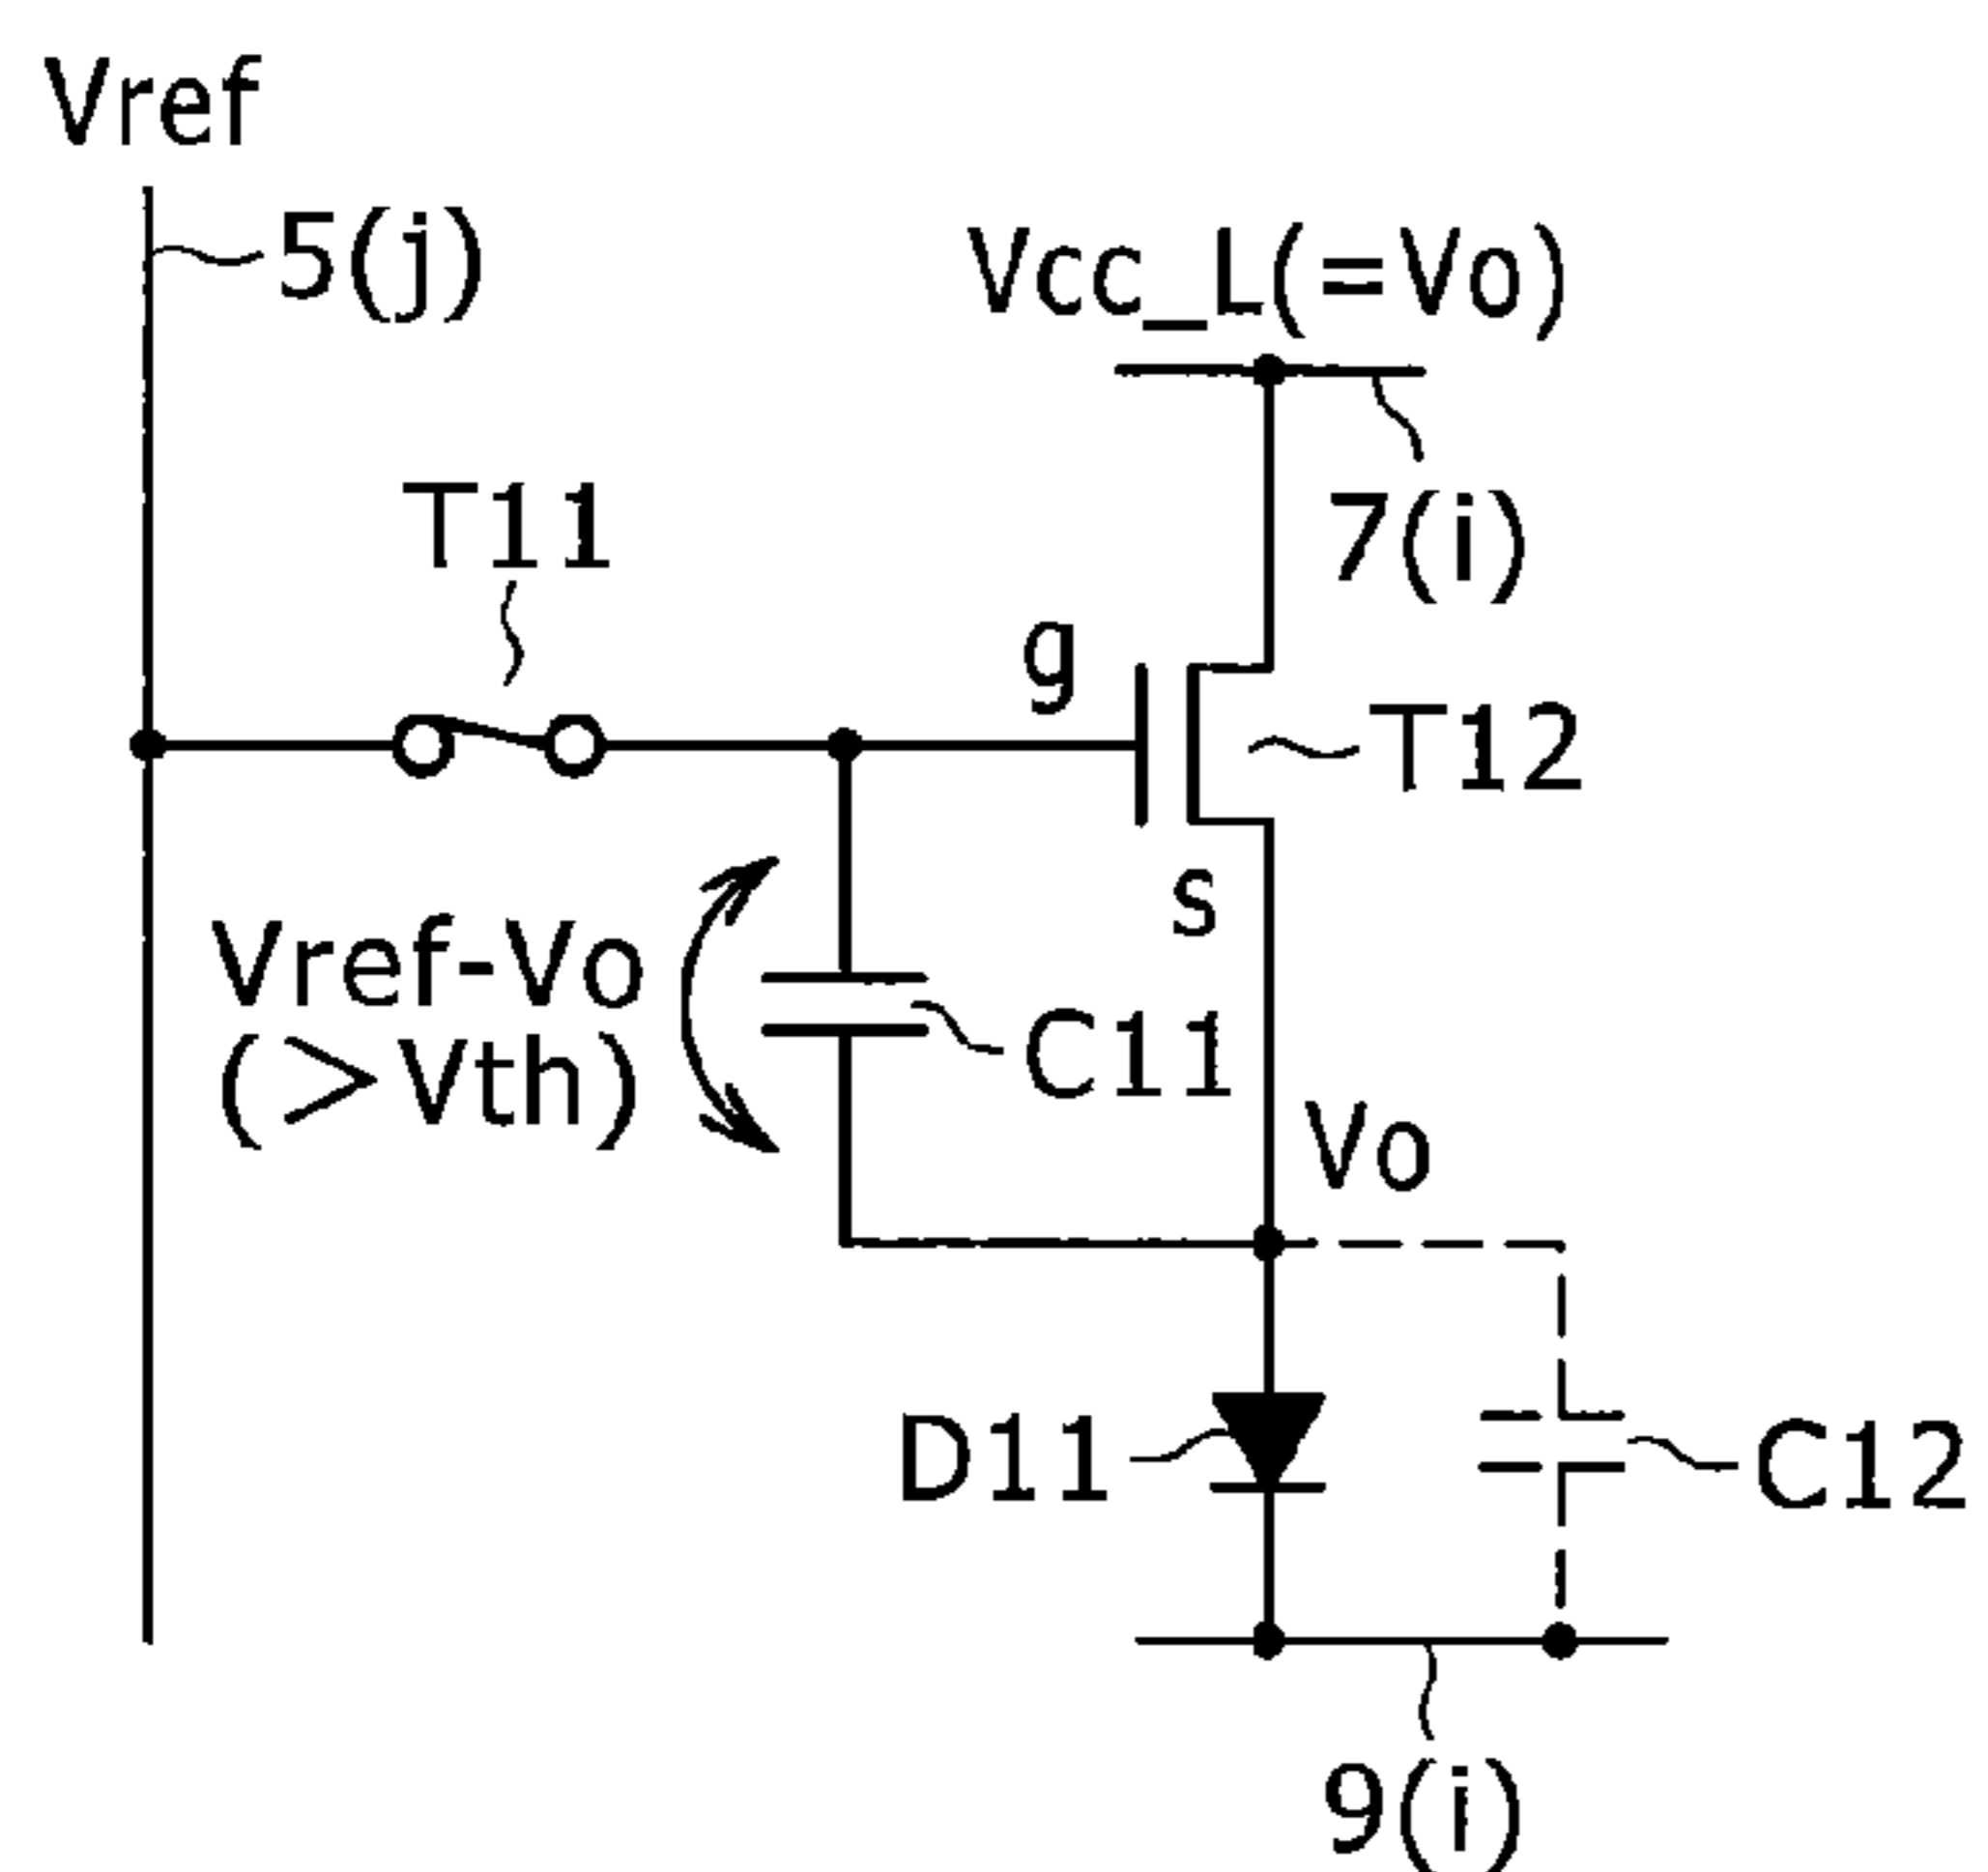 Vref
5(j)
Vcc_L(=Vo)
7(i)
T11
g
T12
s
Vref-Vo
(>Vth)
C11
Vo
D11
C12
9(i)